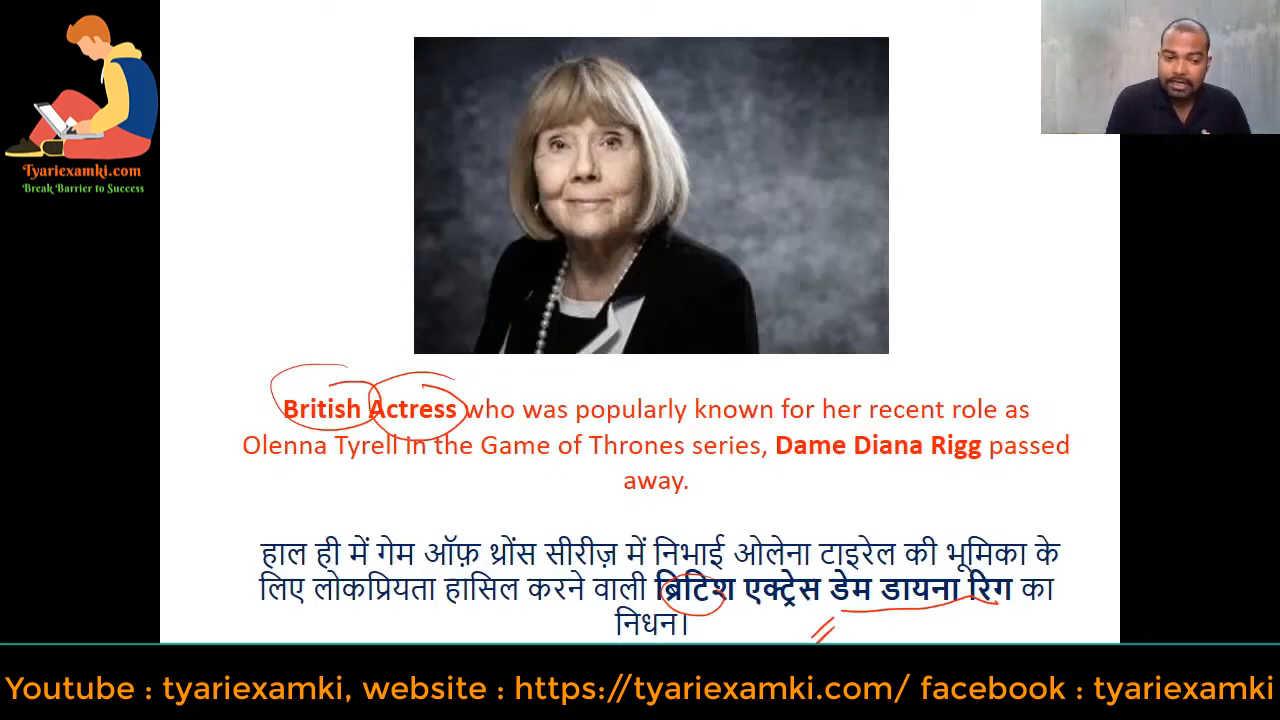 Tyariexamki.com
Break Barrier to Success
British Actress who was popularly known for her recent role as
Olenna Tyrell in the Game of Thrones series, Dame Diana Rigg passed
away.
हाल ही में गेम ऑफ़ थ्रोंस सीरीज़ में निभाई ओलेना टाइरेल की भूमिका के
लिए लोकप्रियता हासिल करने वाली ब्रिटिश एक्ट्रेस डेम डायना रिग का
निधन।
Youtube : tyariexamki, website : https://tyariexamki.com/ facebook : tyariexamki